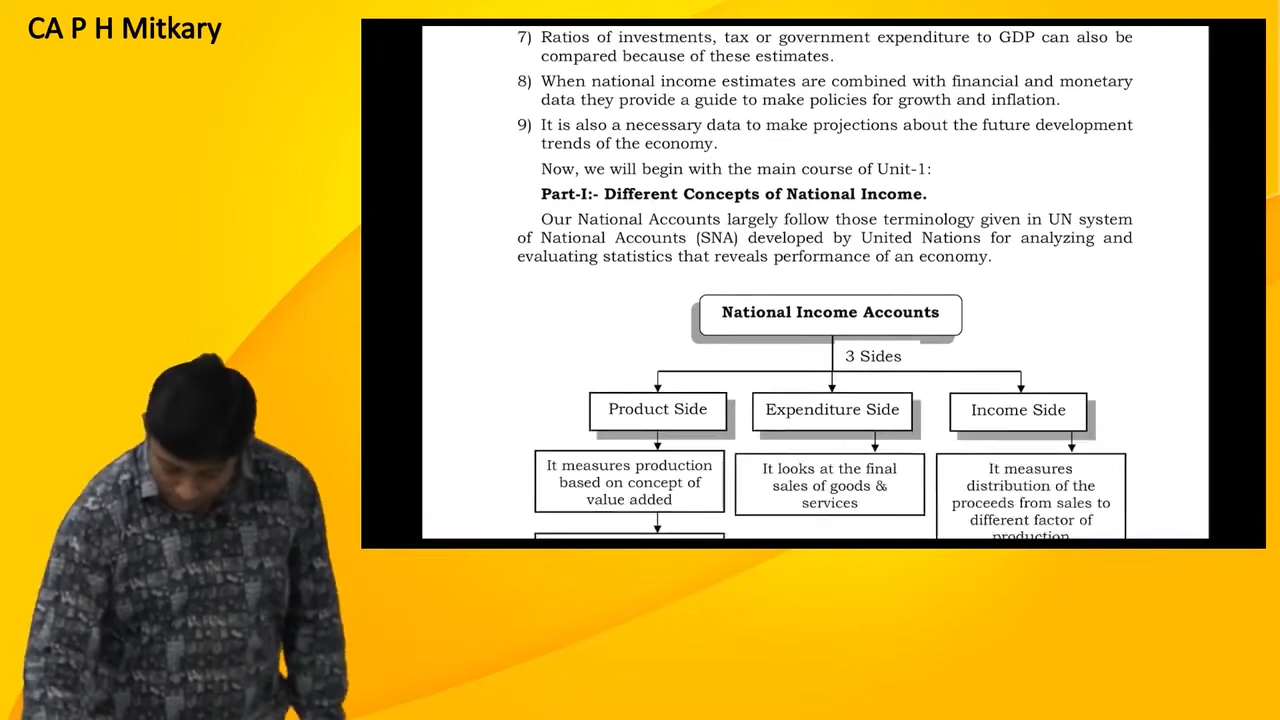 CA P H Mitkary
7) Ratios of investments, tax or government expenditure to GDP can also be
compared because of these estimates.
8) When national income estimates are combined with financial and monetary
data they provide a guide to make policies for growth and inflation.
9) It is also a necessary data to make projections about the future development
trends of the economy.
Now, we will begin with the main course of Unit-1:
Part-I:- Different Concepts of National Income.
Our National Accounts largely follow those terminology given in UN system
of National Accounts (SNA) developed by United Nations for analyzing and
evaluating statistics that reveals performance of an economy.
National Income Accounts
3 Sides
Product Side
Expenditure Side
Income Side
It measures production
based on concept of
value added
It looks at the final
sales of goods &
services
It measures
distribution of the
proceeds from sales to
different factor of
production